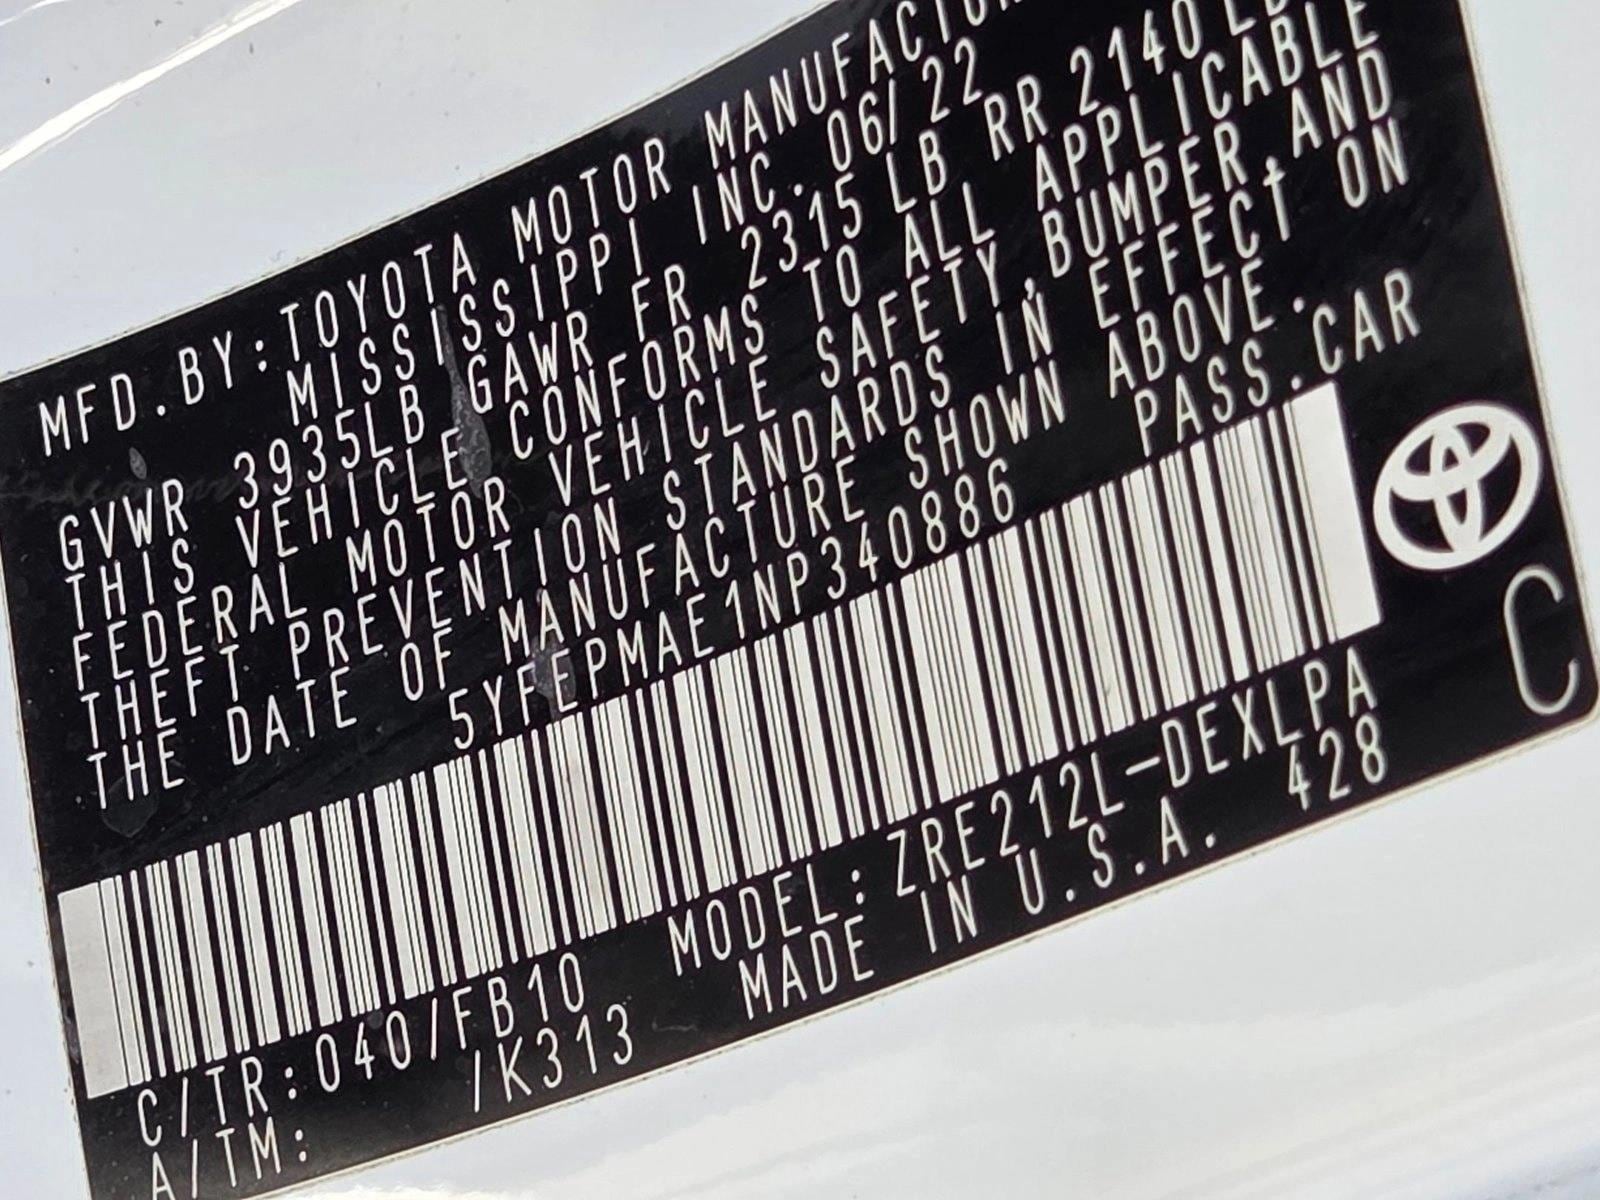 MFD.BY:TOYOTA MOTOR MANUFACTUR
MISSISSIPPI INC. 06/22
GVWR 3935LB GAWR FR 2315 LB RR 2140 LB
THIS VEHICLE CONFORMS TO ALL APPLICABLE
FEDERAL MOTOR VEHICLE SAFETY,BUMPER,AND
THEFT PREVENTION STANDARDS IN EFFECT ON
THE DATE OF MANUFACTURE SHOWN ABOVE.
5YFEPMAE1NP340886 PASS.CAR
C/TR:040/FB10 MODEL:ZRE212L-DEXLPA
A/TM: /K313 MADE IN U.S.A. 428
C